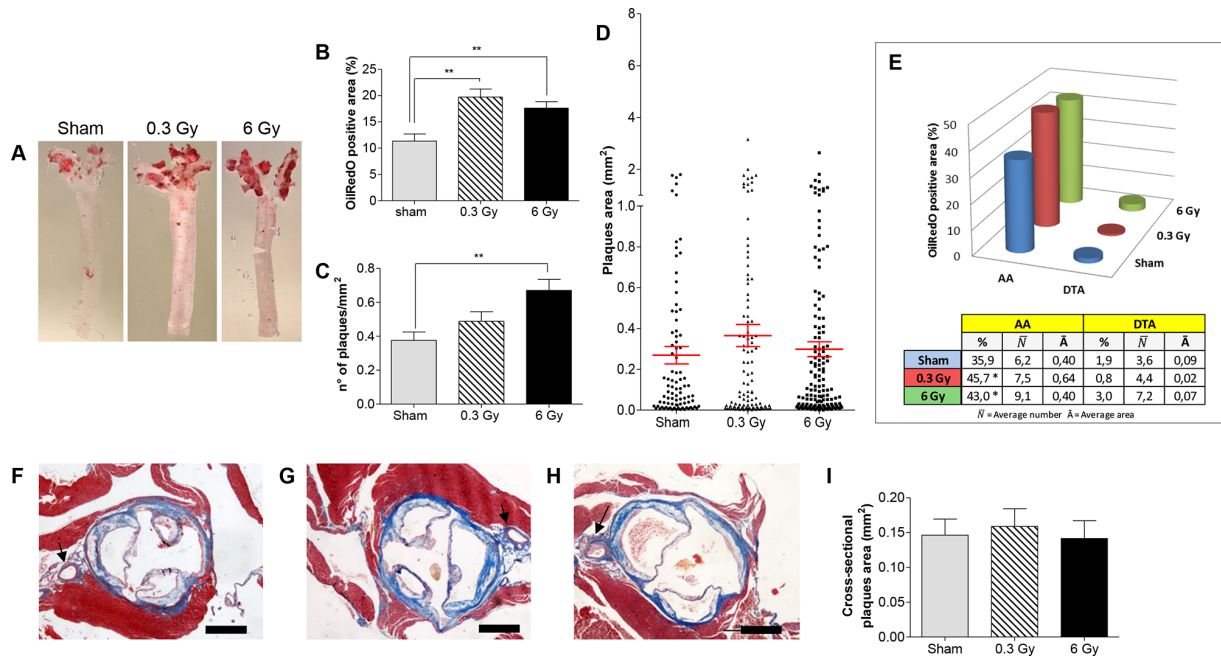 A
Sham 0.3 Gy 6 Gy
B
OilRedO positive area (%)
25
20
15
10
5
0
** **
sham 0.3 Gy 6 Gy
C
n° of plaques/mm²
0.8
0.6
0.4
0.2
0.0
**
Sham 0.3 Gy 6 Gy
D
Plaques area (mm²)
8
6
4
2
1.0
0.8
0.6
0.4
0.2
0.0
Sham 0.3 Gy 6 Gy
E
OilRedO positive area (%)
50
40
30
20
10
0
AA
DTA
6 Gy
0.3 Gy
Sham
AA DTA
% N̅ Ā % N̅ Ā
Sham 35,9 6,2 0,40 1,9 3,6 0,09
0.3 Gy 45,7 * 7,5 0,64 0,8 4,4 0,02
6 Gy 43,0 * 9,1 0,40 3,0 7,2 0,07
N̅ =Average number Ā =Average area
F
G
H
I
Cross-sectional
plaques area (mm²)
0.20
0.15
0.10
0.05
0.00
Sham 0.3 Gy 6 Gy